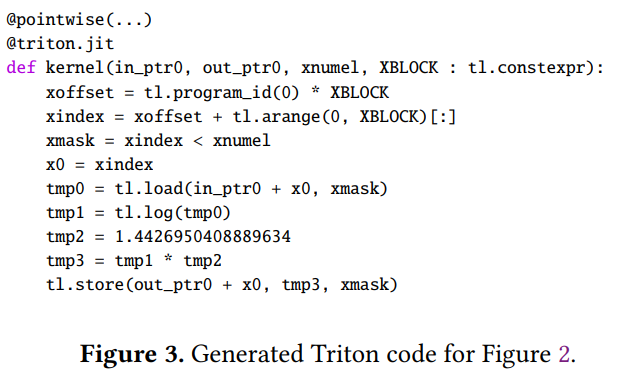 @pointwise(...)
@triton.jit
def kernel(in_ptr0, out_ptr0, xnumel, XBLOCK : tl.constexpr):
    xoffset = tl.program_id(0) * XBLOCK
    xindex = xoffset + tl.arange(0, XBLOCK)[:]
    xmask = xindex < xnumel
    x0 = xindex
    tmp0 = tl.load(in_ptr0 + x0, xmask)
    tmp1 = tl.log(tmp0)
    tmp2 = 1.4426950408889634
    tmp3 = tmp1 * tmp2
    tl.store(out_ptr0 + x0, tmp3, xmask)
Figure 3. Generated Triton code for Figure 2.